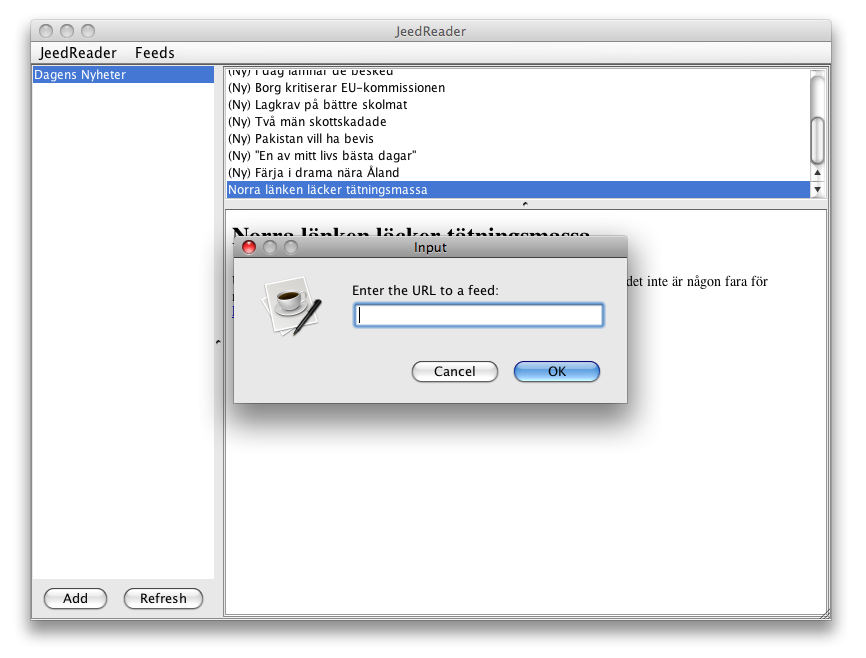 JeedReader
JeedReader Feeds
Dagens Nyheter
(Ny) I dag lämnar de besked
(Ny) Borg kritiserar EU-kommissionen
(Ny) Lagkrav på bättre skolmat
(Ny) Två män skottskadade
(Ny) Pakistan vill ha bevis
(Ny) "En av mitt livs bästa dagar"
(Ny) Färja i drama nära Åland
Norra länken läcker tätningsmassa
Norra länken läcker tätningsmassa
det inte är någon fara för
Input
Enter the URL to a feed:
Cancel OK
Add Refresh